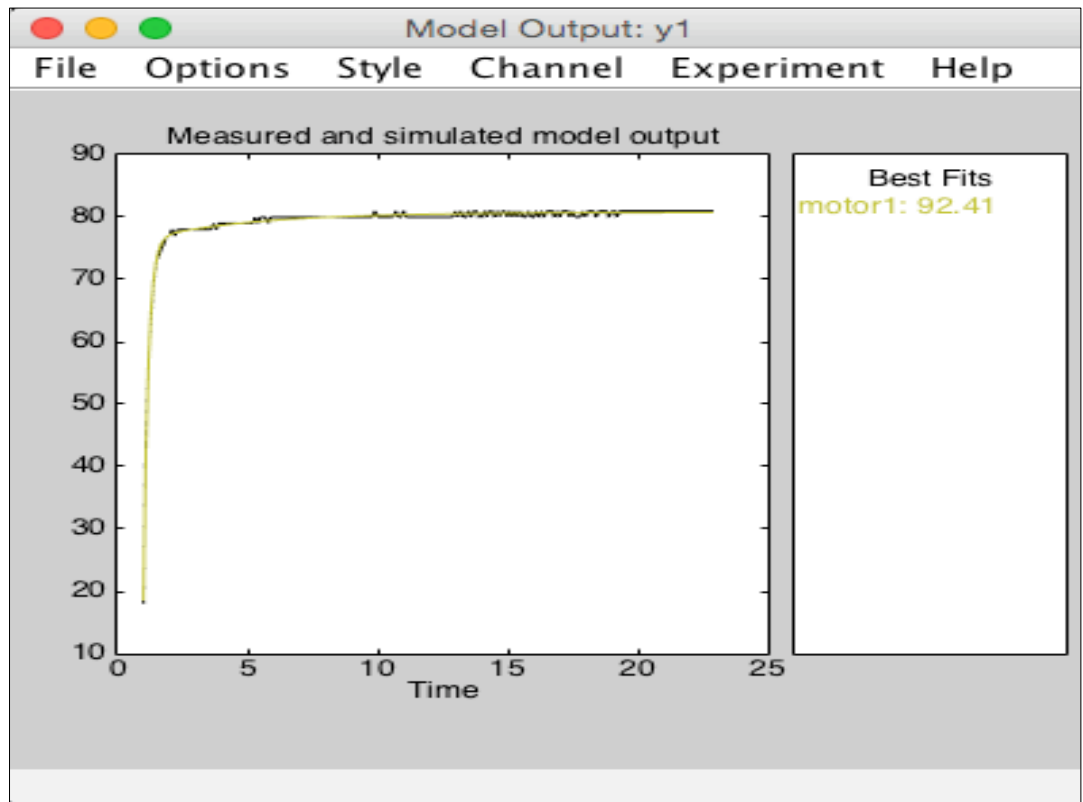 Model Output: y1
File Options Style Channel Experiment Help
Measured and simulated model output
90
80
70
60
50
40
30
20
10
0 5 10 15 20 25
Time
Best Fits
motor1: 92.41